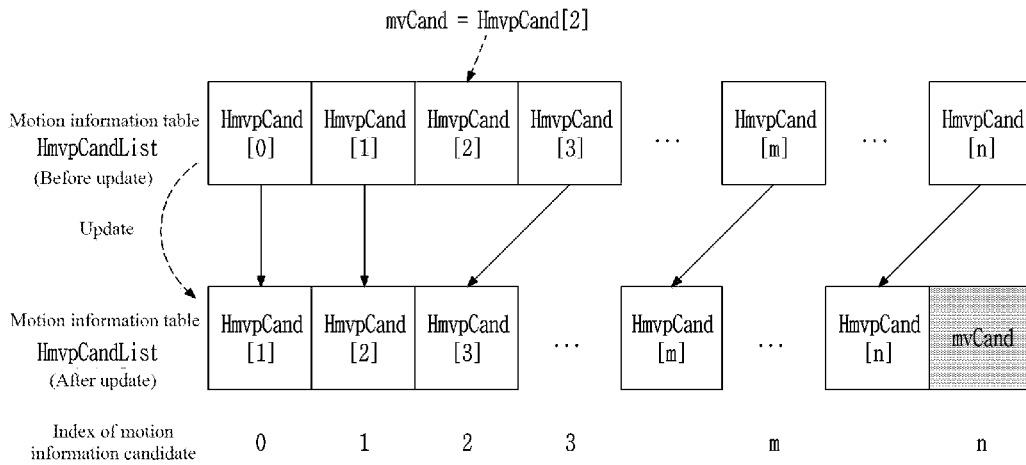 mvCand = HmvpCand[2]
Motion information table
HmvpCandList
(Before update)
HmvpCand
[0]
HmvpCand
[1]
HmvpCand
[2]
HmvpCand
[3]
...
HmvpCand
[m]
...
HmvpCand
[n]
Update
Motion information table
HmvpCandList
(After update)
HmvpCand
[1]
HmvpCand
[2]
HmvpCand
[3]
...
HmvpCand
[m]
...
HmvpCand
[n]
mvCand
Index of motion
information candidate
0 1 2 3 m n